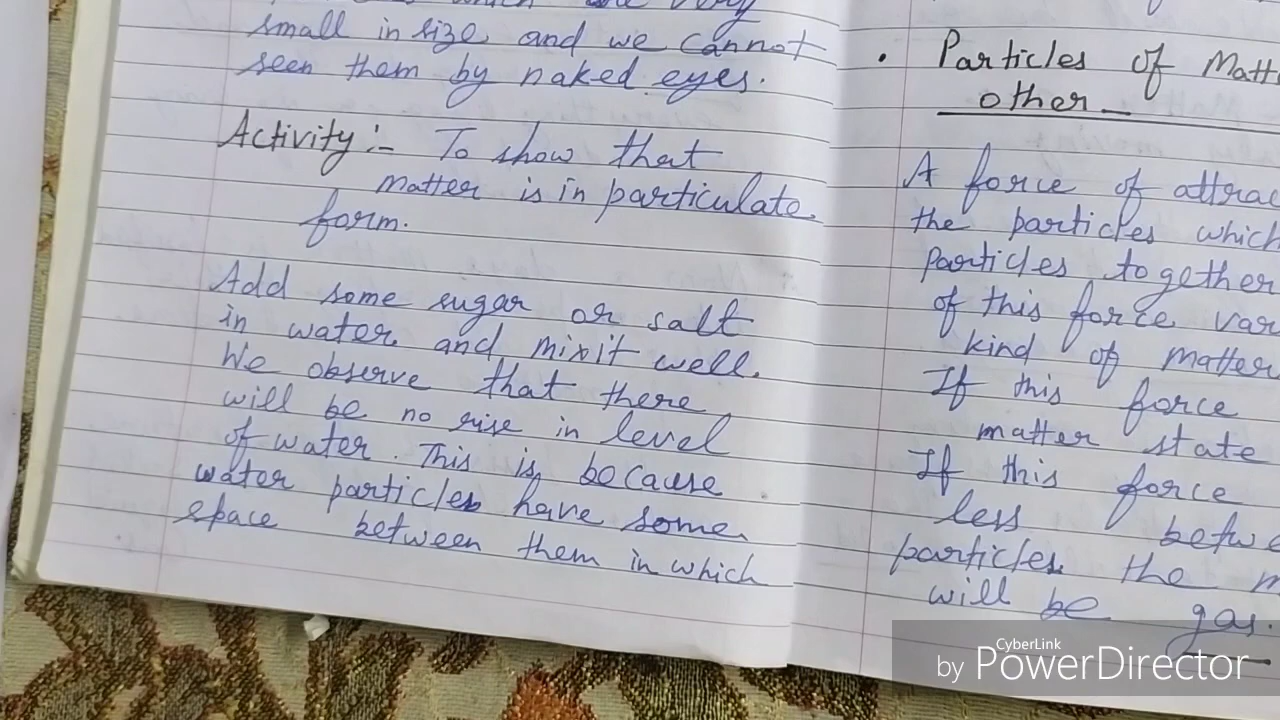 small in size and we cannot
seen them by naked eyes.
Activity :- To show that
matter is in particulate
form.
Add some sugar or salt
in water and mix it well.
We observe that there
will be no rise in level
of water. This is because
water particles have some
space between them in which
• Particles of Matt
other
A force of attrac
the particles which
particles together
of this force var
kind of matter
If this force
matter state
If this force
less betwe
particles the m
will be gas.
CyberLink
by PowerDirector